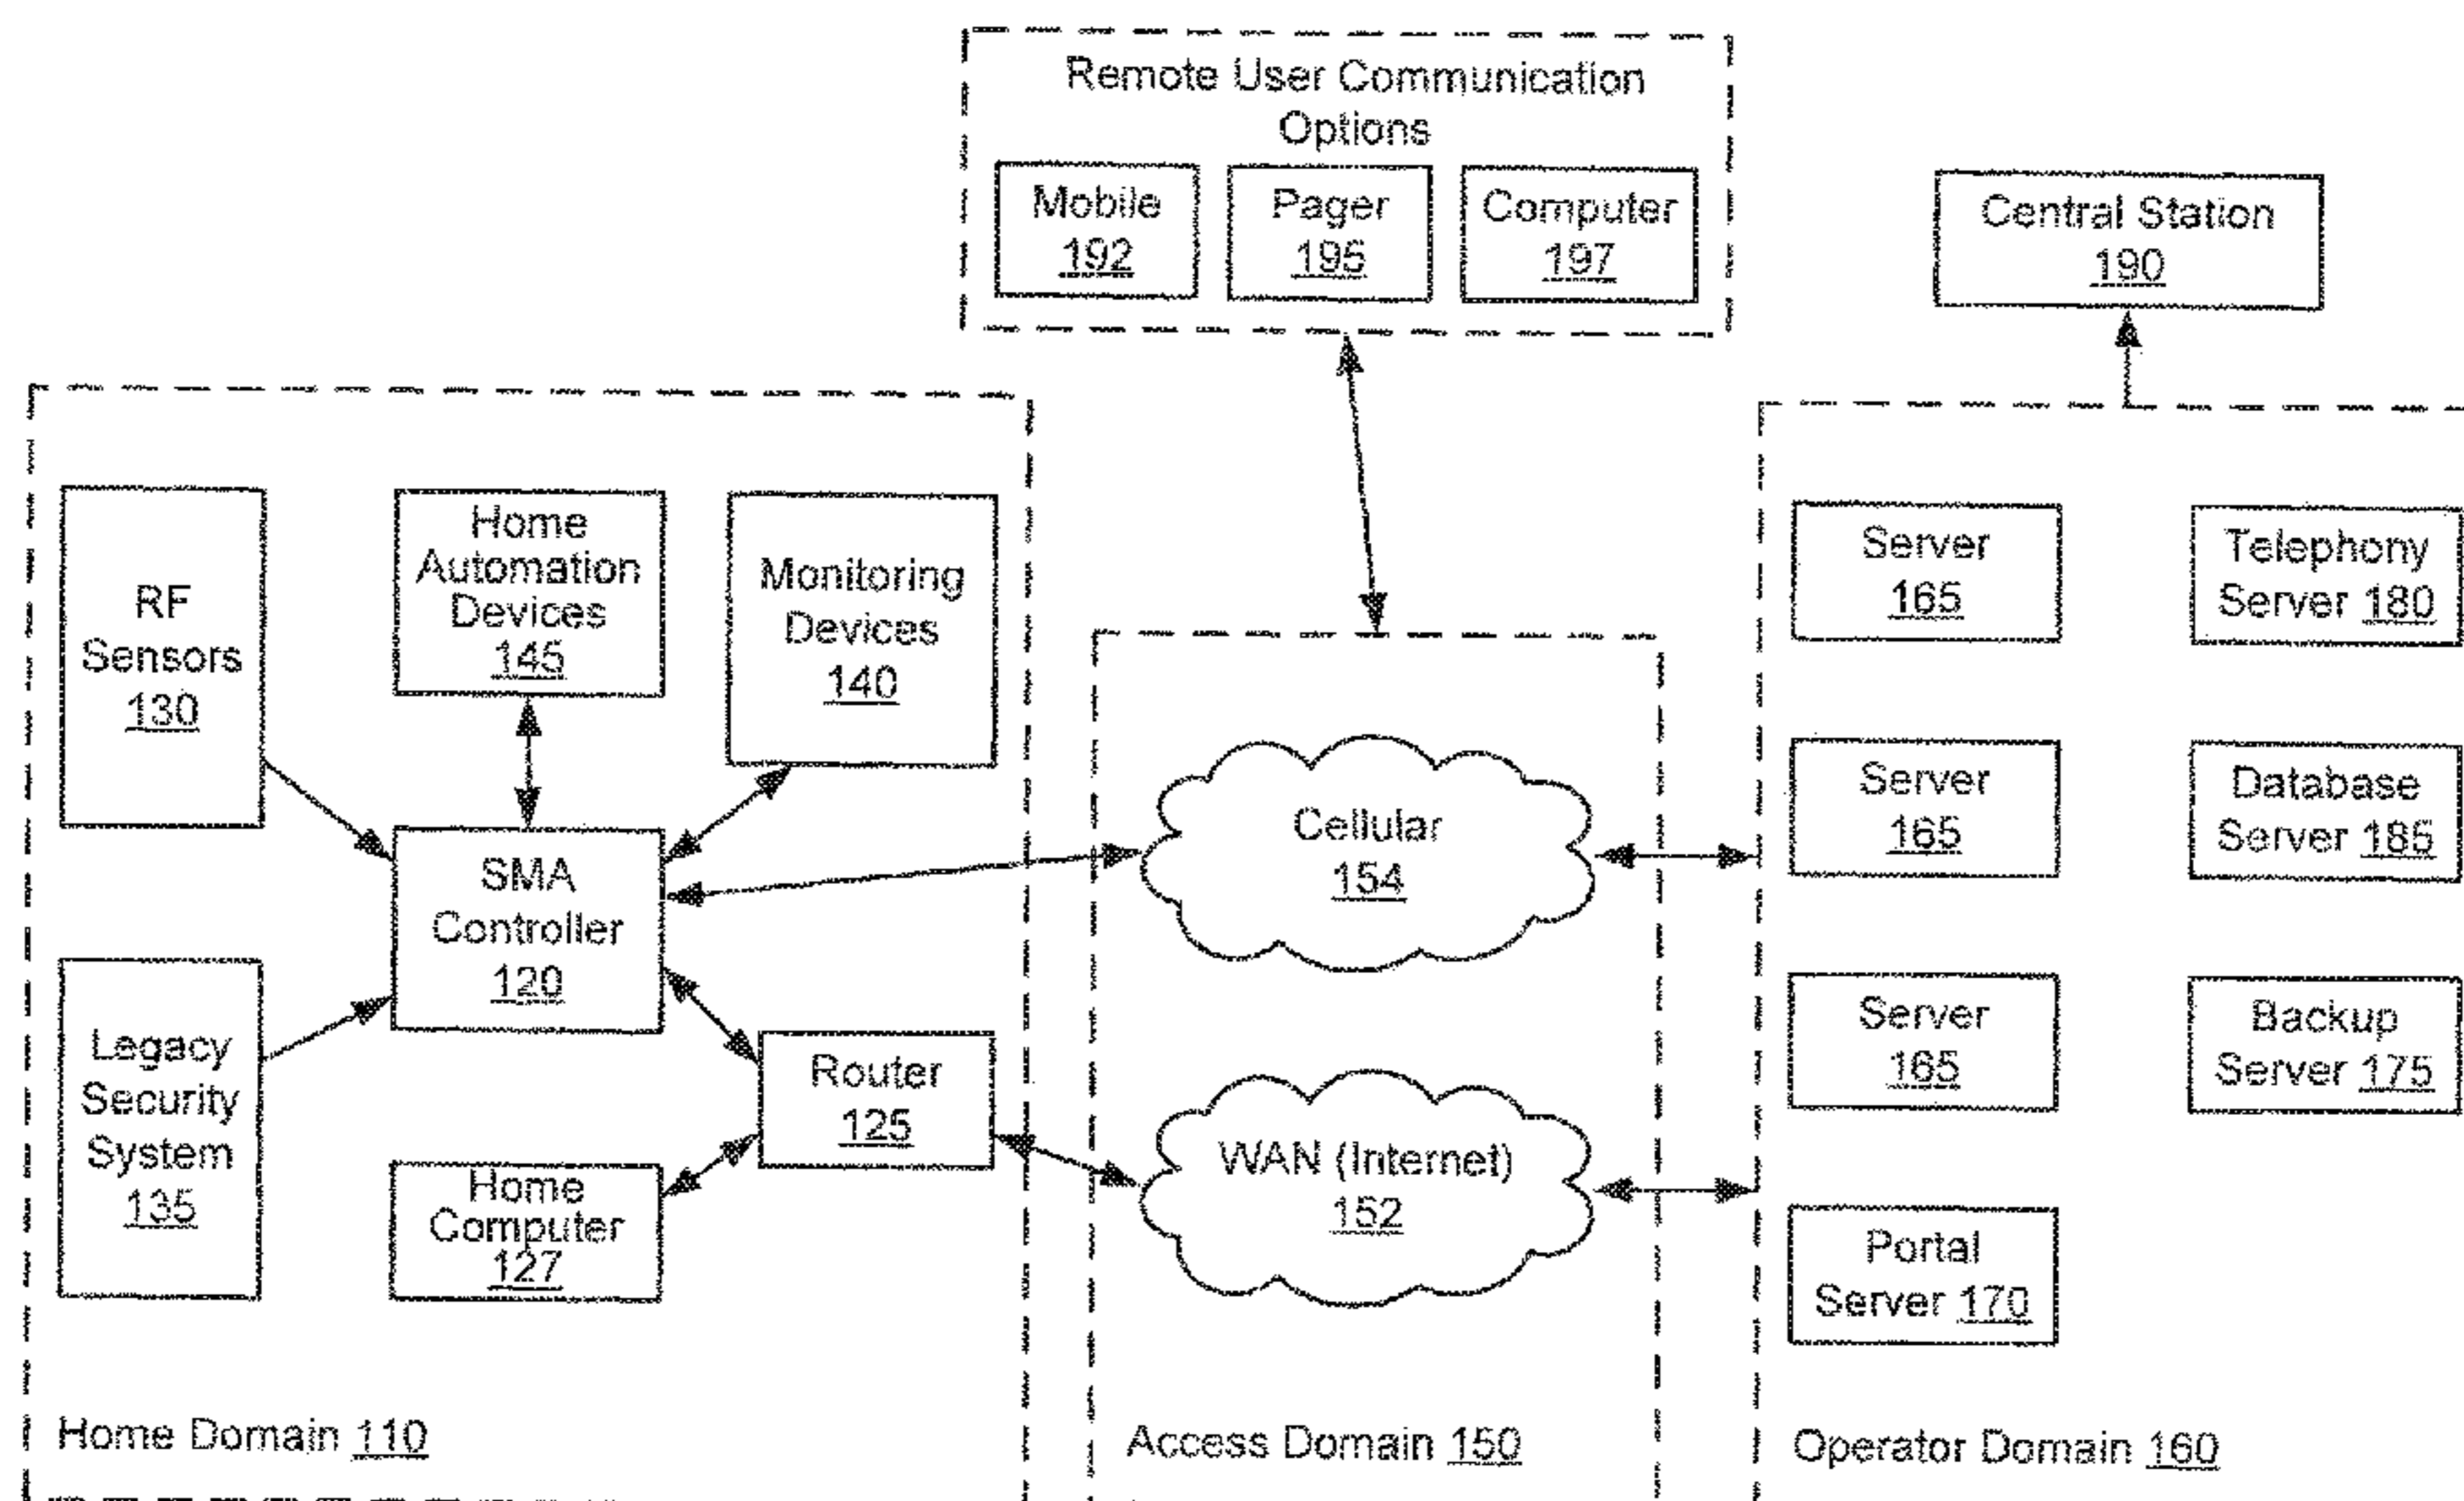 Remote User Communication
Options
Mobile
192
Pager
195
Computer
197
Central Station
190
RF
Sensors
130
Home
Automation
Devices
145
Monitoring
Devices
140
SMA
Controller
120
Legacy
Security
System
135
Router
125
Home
Computer
127
Home Domain 110
Cellular
154
WAN (Internet)
152
Access Domain 150
Server
165
Telephony
Server 180
Server
165
Database
Server 185
Server
165
Backup
Server 175
Portal
Server 170
Operator Domain 160